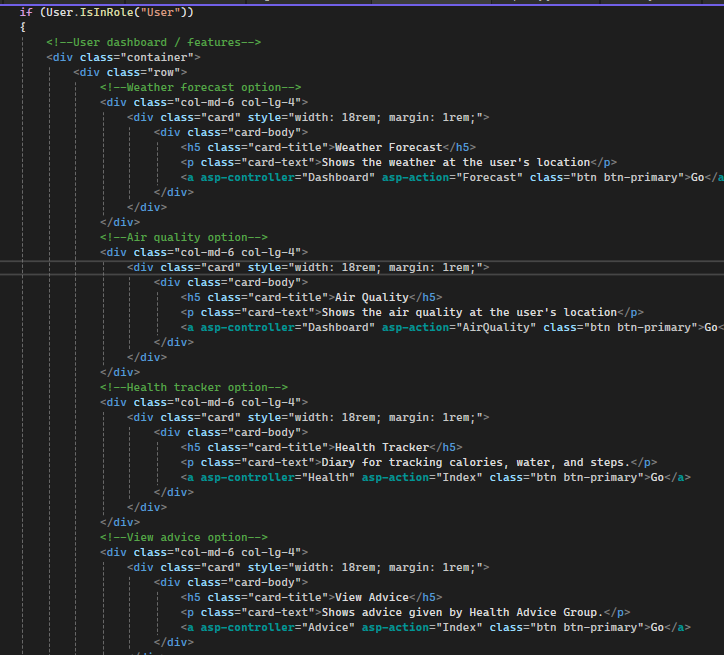 if (User.IsInRole("User"))
{
<!--User dashboard / features-->
<div class="container">
<div class="row">
<!--Weather forecast option-->
<div class="col-md-6 col-lg-4">
<div class="card" style="width: 18rem; margin: 1rem;">
<div class="card-body">
<h5 class="card-title">Weather Forecast</h5>
<p class="card-text">Shows the weather at the user's location</p>
<a asp-controller="Dashboard" asp-action="Forecast" class="btn btn-primary">Go</a
</div>
</div>
</div>
<!--Air quality option-->
<div class="col-md-6 col-lg-4">
<div class="card" style="width: 18rem; margin: 1rem;">
<div class="card-body">
<h5 class="card-title">Air Quality</h5>
<p class="card-text">Shows the air quality at the user's location</p>
<a asp-controller="Dashboard" asp-action="AirQuality" class="btn btn-primary">Go<
</div>
</div>
</div>
<!--Health tracker option-->
<div class="col-md-6 col-lg-4">
<div class="card" style="width: 18rem; margin: 1rem;">
<div class="card-body">
<h5 class="card-title">Health Tracker</h5>
<p class="card-text">Diary for tracking calories, water, and steps.</p>
<a asp-controller="Health" asp-action="Index" class="btn btn-primary">Go</a>
</div>
</div>
</div>
<!--View advice option-->
<div class="col-md-6 col-lg-4">
<div class="card" style="width: 18rem; margin: 1rem;">
<div class="card-body">
<h5 class="card-title">View Advice</h5>
<p class="card-text">Shows advice given by Health Advice Group.</p>
<a asp-controller="Advice" asp-action="Index" class="btn btn-primary">Go</a>
</div>